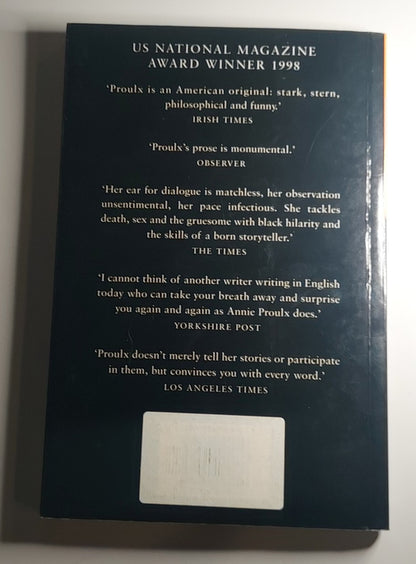 US NATIONAL MAGAZINE
AWARD WINNER 1998
‘Proulx is an American original: stark, stern,
philosophical and funny.’
IRISH TIMES
‘Proulx’s prose is monumental.’
OBSERVER
‘Her ear for dialogue is matchless, her observation
unsentimental, her pace infectious. She tackles
death, sex and the gruesome with black hilarity and
the skills of a born storyteller.’
THE TIMES
‘I cannot think of another writer writing in English
today who can take your breath away and surprise
you again and again as Annie Proulx does.’
YORKSHIRE POST
‘Proulx doesn’t merely tell her stories or participate
in them, but convinces you with every word.’
LOS ANGELES TIMES